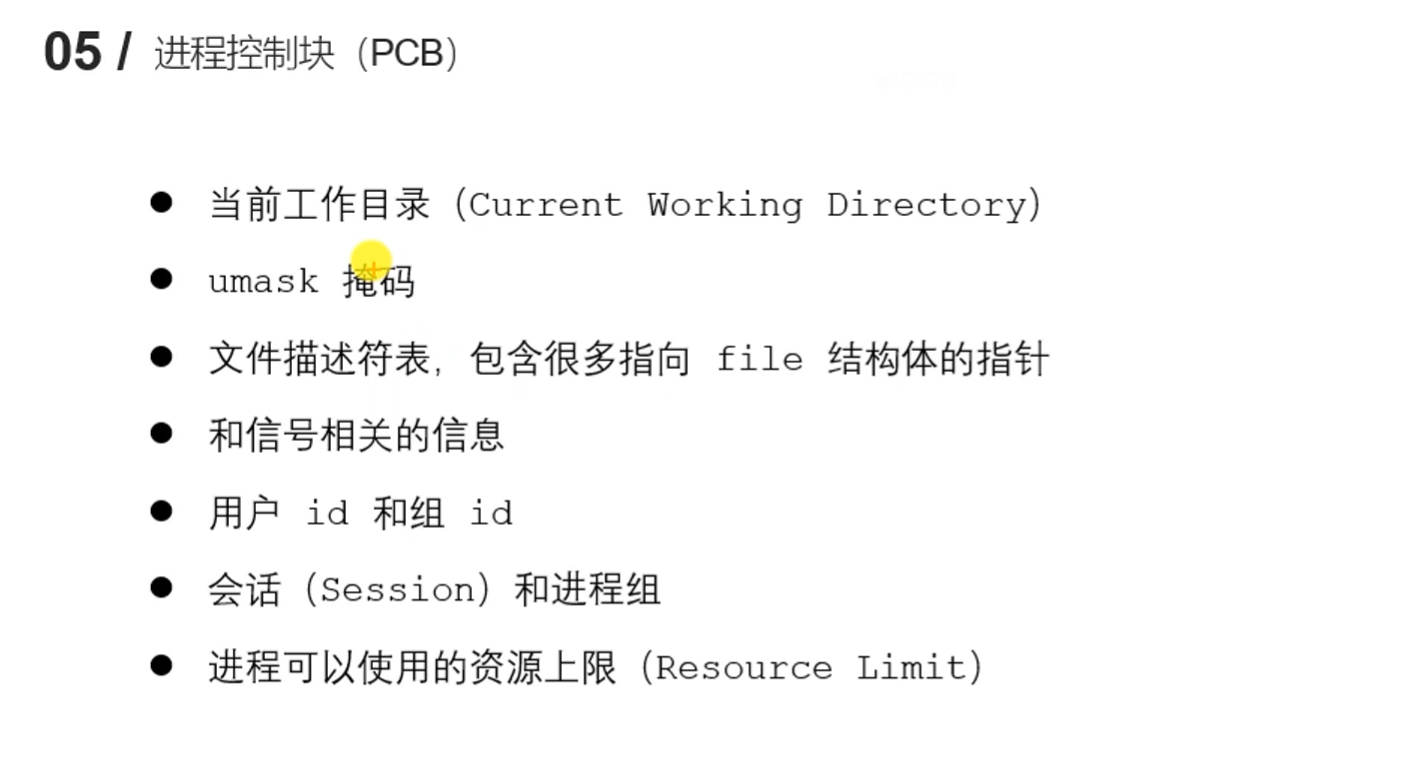 05 / 进程控制块（PCB）
当前工作目录（Current Working Directory）
umask 掩码
文件描述符表，包含很多指向 file 结构体的指针
和信号相关的信息
用户 id 和组 id
会话（Session）和进程组
进程可以使用的资源上限（Resource Limit）